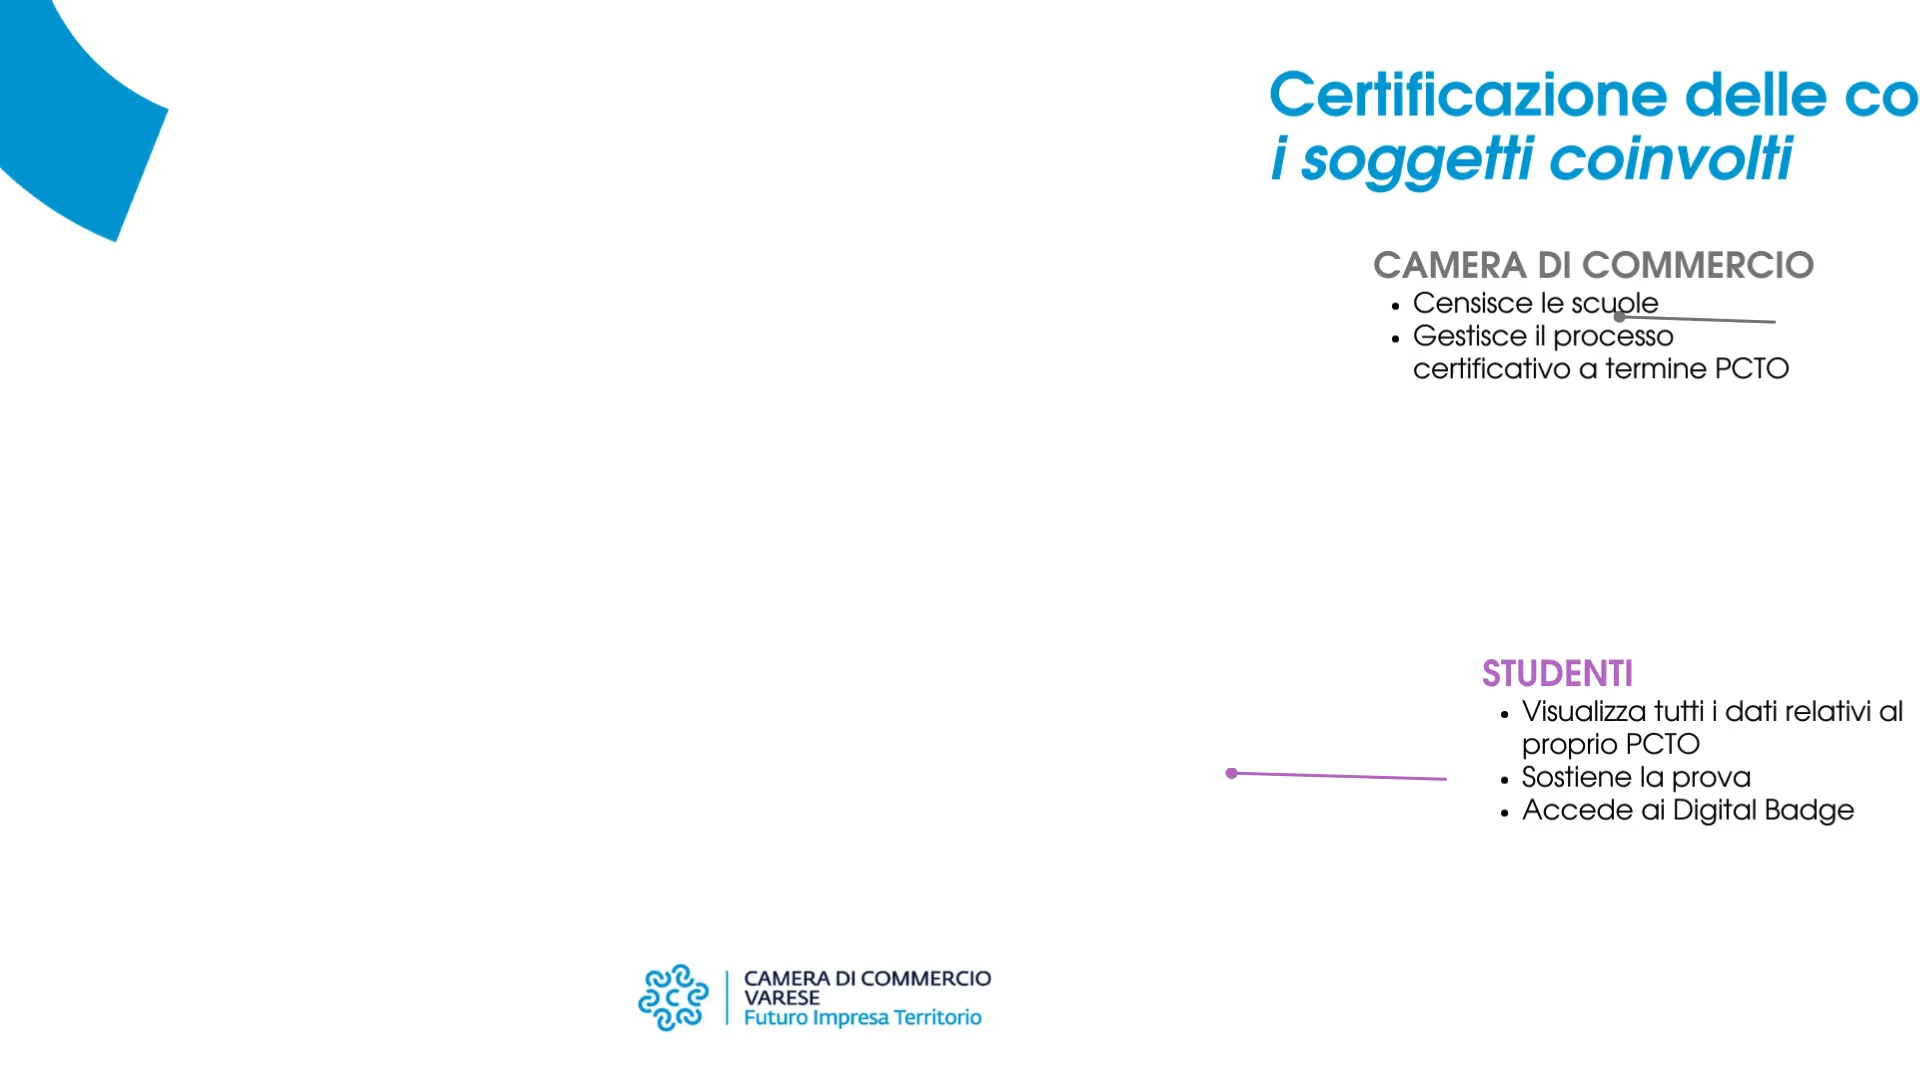 Certificazione delle co
i soggetti coinvolti
CAMERA DI COMMERCIO
• Censisce le scuole
• Gestisce il processo
certificativo a termine PCTO
STUDENTI
• Visualizza tutti i dati relativi al
proprio PCTO
• Sostiene la prova
• Accede ai Digital Badge
CAMERA DI COMMERCIO
VARESE
Futuro Impresa Territorio